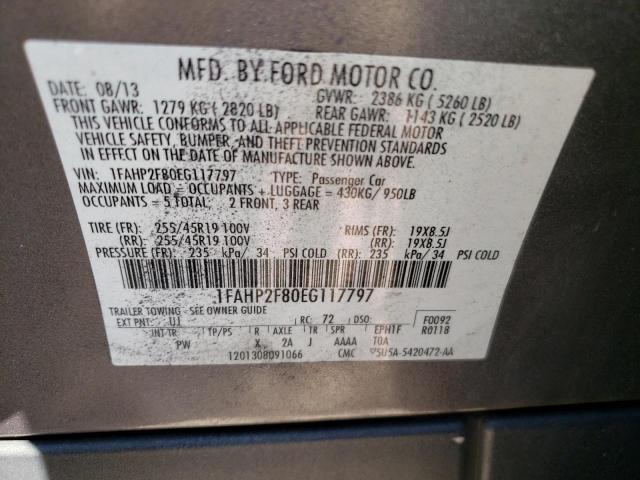 MFD. BY FORD MOTOR CO.
DATE: 08/13 GVWR: 2386 KG ( 5260 LB)
FRONT GAWR: 1279 KG ( 2820 LB) REAR GAWR: 1143 KG ( 2520 LB)
THIS VEHICLE CONFORMS TO ALL APPLICABLE FEDERAL MOTOR
VEHICLE SAFETY, BUMPER, AND THEFT PREVENTION STANDARDS
IN EFFECT ON THE DATE OF MANUFACTURE SHOWN ABOVE.
VIN: 1FAHP2F80EG117797 TYPE: Passenger Car
MAXIMUM LOAD = OCCUPANTS + LUGGAGE = 430KG/ 950LB
OCCUPANTS = 5 TOTAL 2 FRONT, 3 REAR
TIRE (FR): 255/45R19 100V RIMS (FR): 19X8.5J
(RR): 255/45R19 100V (RR): 19X8.5J
PRESSURE (FR): 235 kPa/ 34 PSI COLD (RR): 235 kPa/ 34 PSI COLD
1FAHP2F80EG117797
TRAILER TOWING - SEE OWNER GUIDE
EXT PNT: UJ RC: 72 DSO: F0092
INT TR TP/PS R AXLE TR SPR EPH1F R0118
PW X 2A J AAAA T0A
1201308091066 CMC 5U5A-5420472-AA